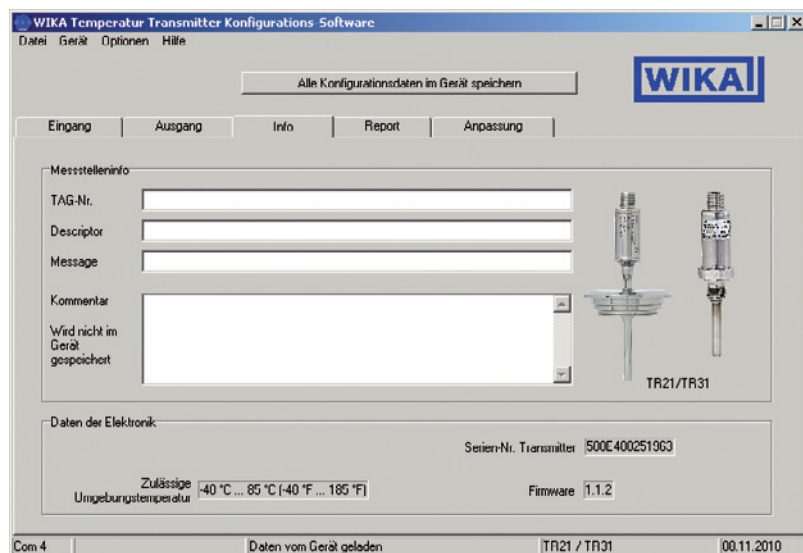 WIKA Temperatur Transmitter Konfigurations-Software
Datei Gerät Optionen Hilfe
Alle Konfigurationsdaten im Gerät speichern
WIKA
Eingang Ausgang Info Report Anpassung
Messstelleninfo
TAG-Nr.
Descriptor
Message
Kommentar
Wird nicht im
Gerät
gespeichert
TR21/TR31
Daten der Elektronik
Serien-Nr. Transmitter 500E400251963
Zulässige
Umgebungstemperatur -40 °C ... 85 °C (-40 °F ... 185 °F)
Firmware 1.1.2
Com 4 Daten vom Gerät geladen TR21 / TR31 00.11.2010